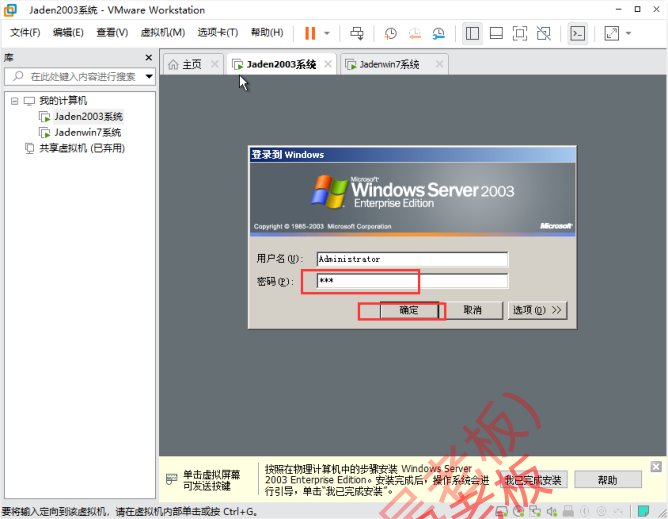 Jaden2003系统 - VMware Workstation
文件(F) 编辑(E) 查看(V) 虚拟机(M) 选项卡(T) 帮助(H)
库
在此处键入内容进行搜索
我的计算机
Jaden2003系统
Jadenwin7系统
共享虚拟机 (已弃用)
主页 Jaden2003系统 Jadenwin7系统
登录到 Windows
Microsoft
Windows Server 2003
Enterprise Edition
Copyright © 1985-2003 Microsoft Corporation Microsoft
用户名(U): Administrator
密码(P): ***
确定 取消 选项(O) >>
单击虚拟屏幕
可发送按键
按照在物理计算机中的步骤安装 Windows Server
2003 Enterprise Edition。安装完成后，操作系统会进
行引导，单击“我已完成安装”。
我已完成安装 帮助
要将输入定向到该虚拟机，请在虚拟机内部单击或按 Ctrl+G。
老板)
老板